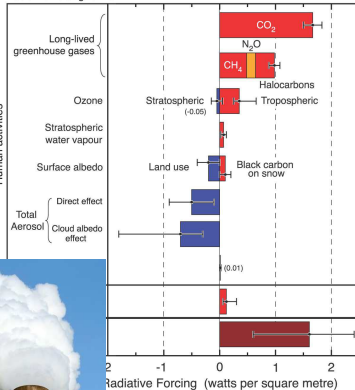 CO2
Long-lived
greenhouse gases
N2O
CH4
Halocarbons
Ozone
Stratospheric
(-0.05)
Tropospheric
Stratospheric
water vapour
Surface albedo
Land use
Black carbon
on snow
Total
Aerosol
Direct effect
Cloud albedo
effect
(0.01)
2 -1 0 1 2
Radiative Forcing (watts per square metre)